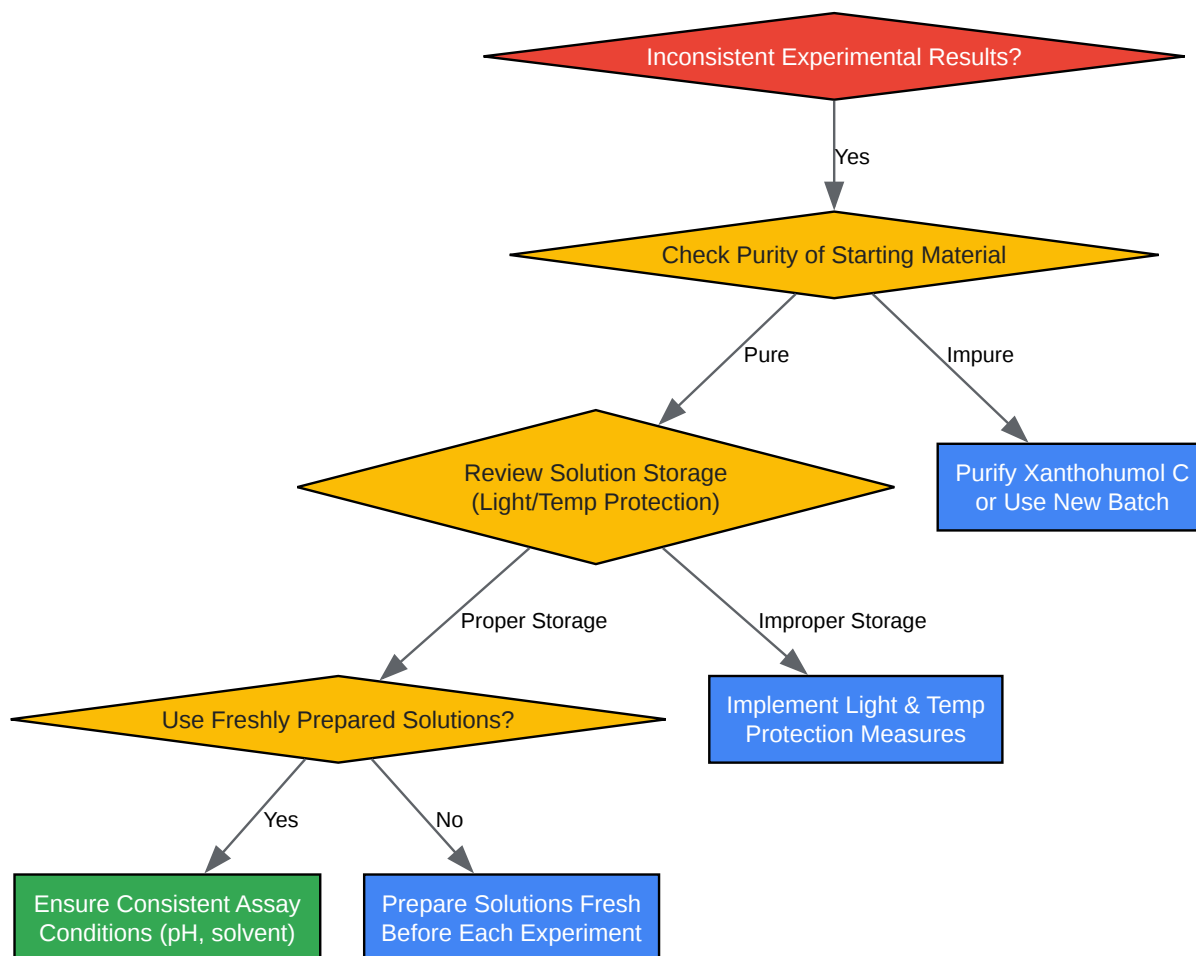 Inconsistent Experimental Results?
Yes
Check Purity of Starting Material
Pure
Impure
Review Solution Storage
(Light/Temp Protection)
Purify Xanthohumol C
or Use New Batch
Proper Storage
Improper Storage
Use Freshly Prepared Solutions?
Implement Light & Temp
Protection Measures
Yes
No
Ensure Consistent Assay
Conditions (pH, solvent)
Prepare Solutions Fresh
Before Each Experiment